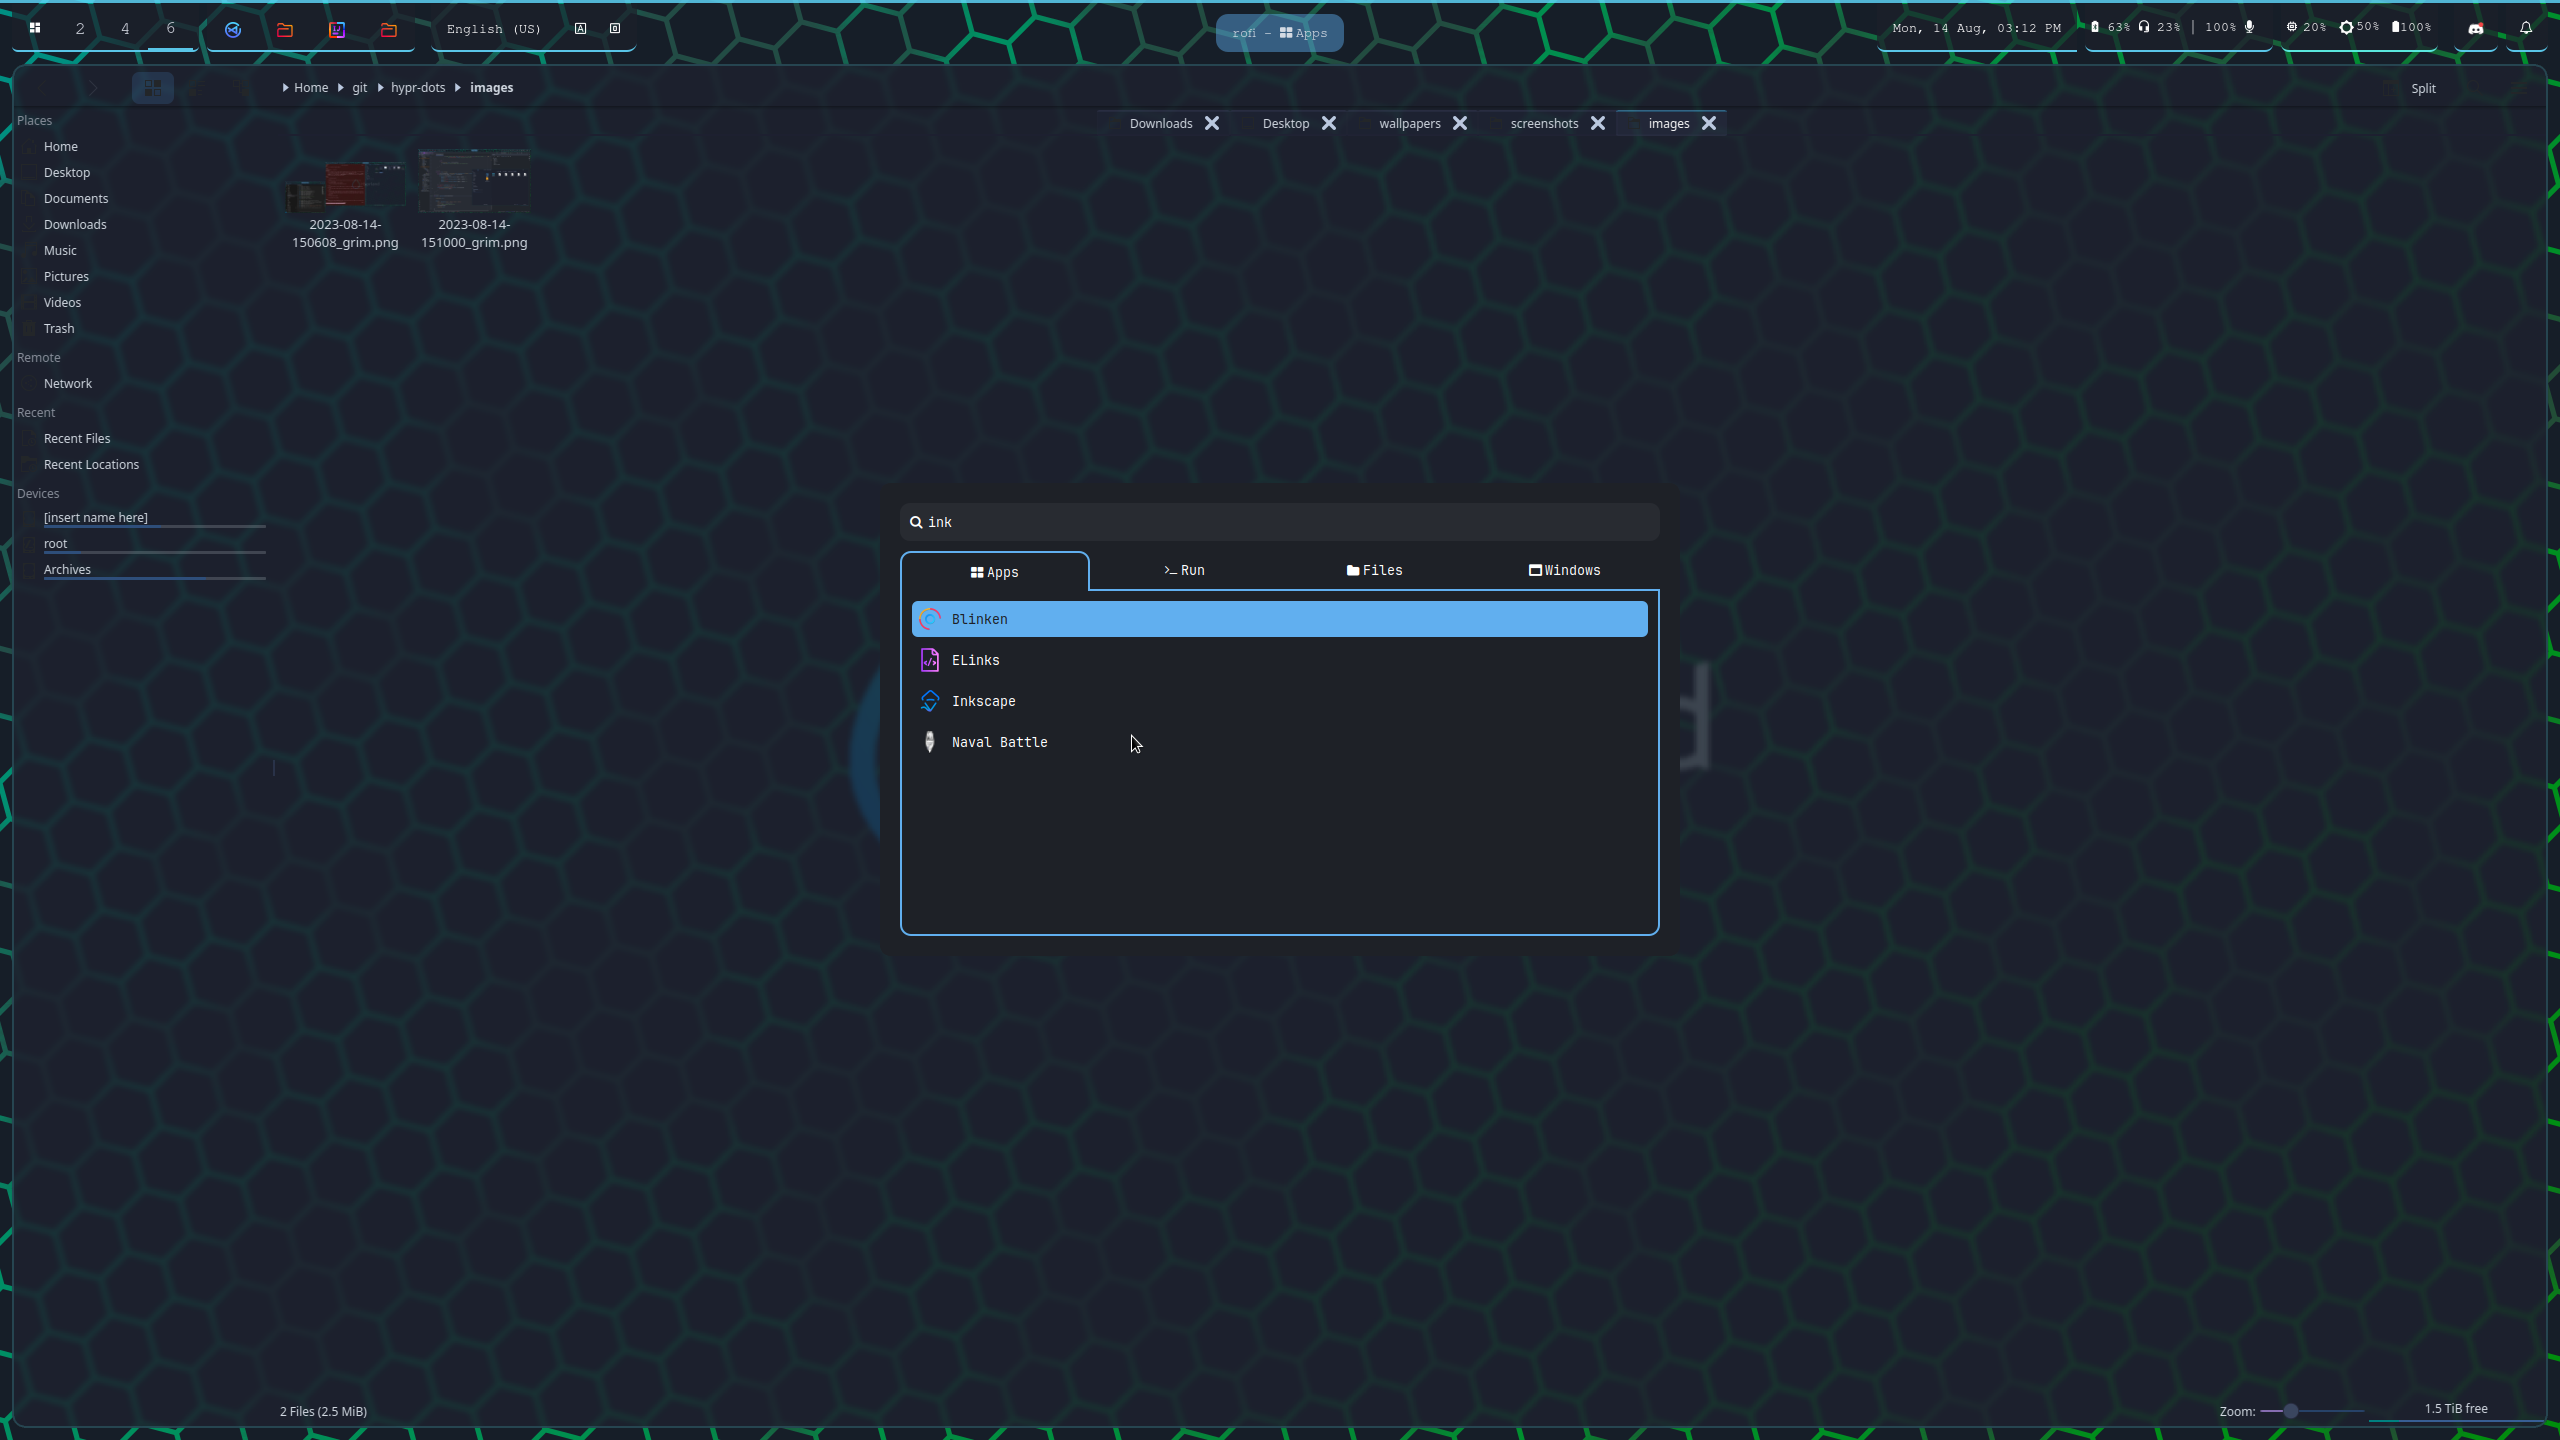 2 4 6 English (US) A D rofi - Apps Mon, 14 Aug, 03:12 PM 63% 23% | 100% 20% 50% 100%
Home git hypr-dots images Split
Downloads Desktop wallpapers screenshots images
Places
Home
Desktop
Documents
Downloads
Music
Pictures
Videos
Trash
Remote
Network
Recent
Recent Files
Recent Locations
Devices
[insert name here]
root
Archives
2023-08-14-
150608_grim.png
2023-08-14-
151000_grim.png
ink
Apps Run Files Windows
Blinken
ELinks
Inkscape
Naval Battle
d
2 Files (2.5 MiB) Zoom: 1.5 TiB free